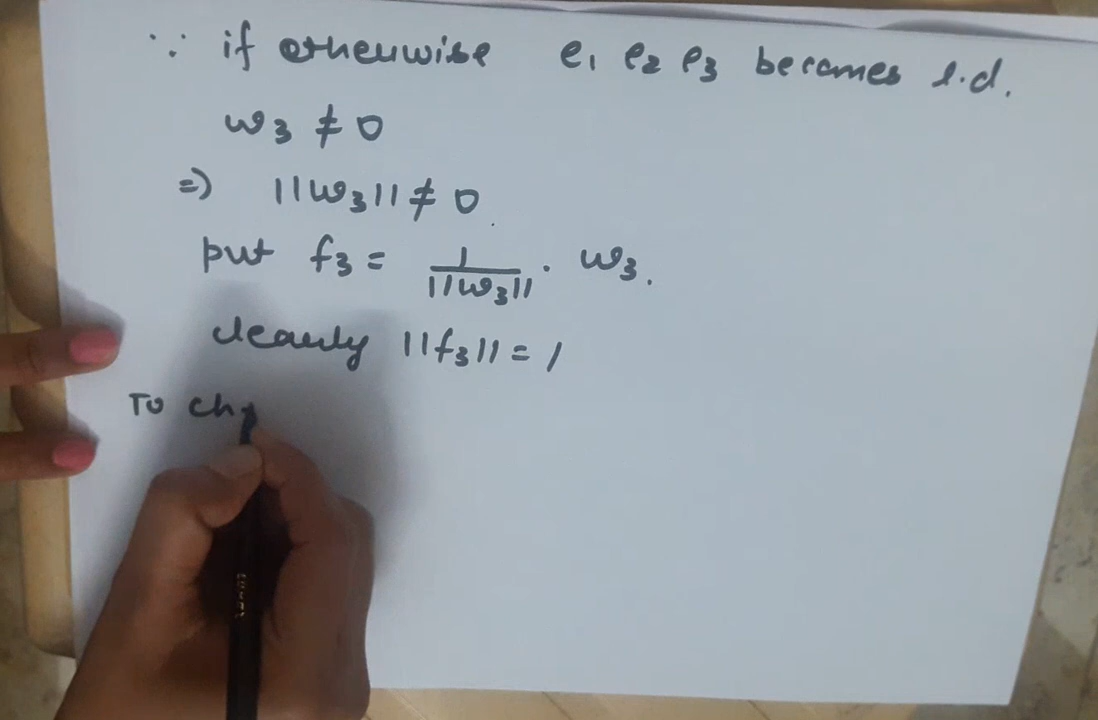 ∵ if otherwise e₁ e₂ e₃ becomes l.d.
w₃ ≠ 0
⇒ ||w₃|| ≠ 0
put f₃ = 1/||w₃|| · w₃.
clearly ||f₃|| = 1
To ch